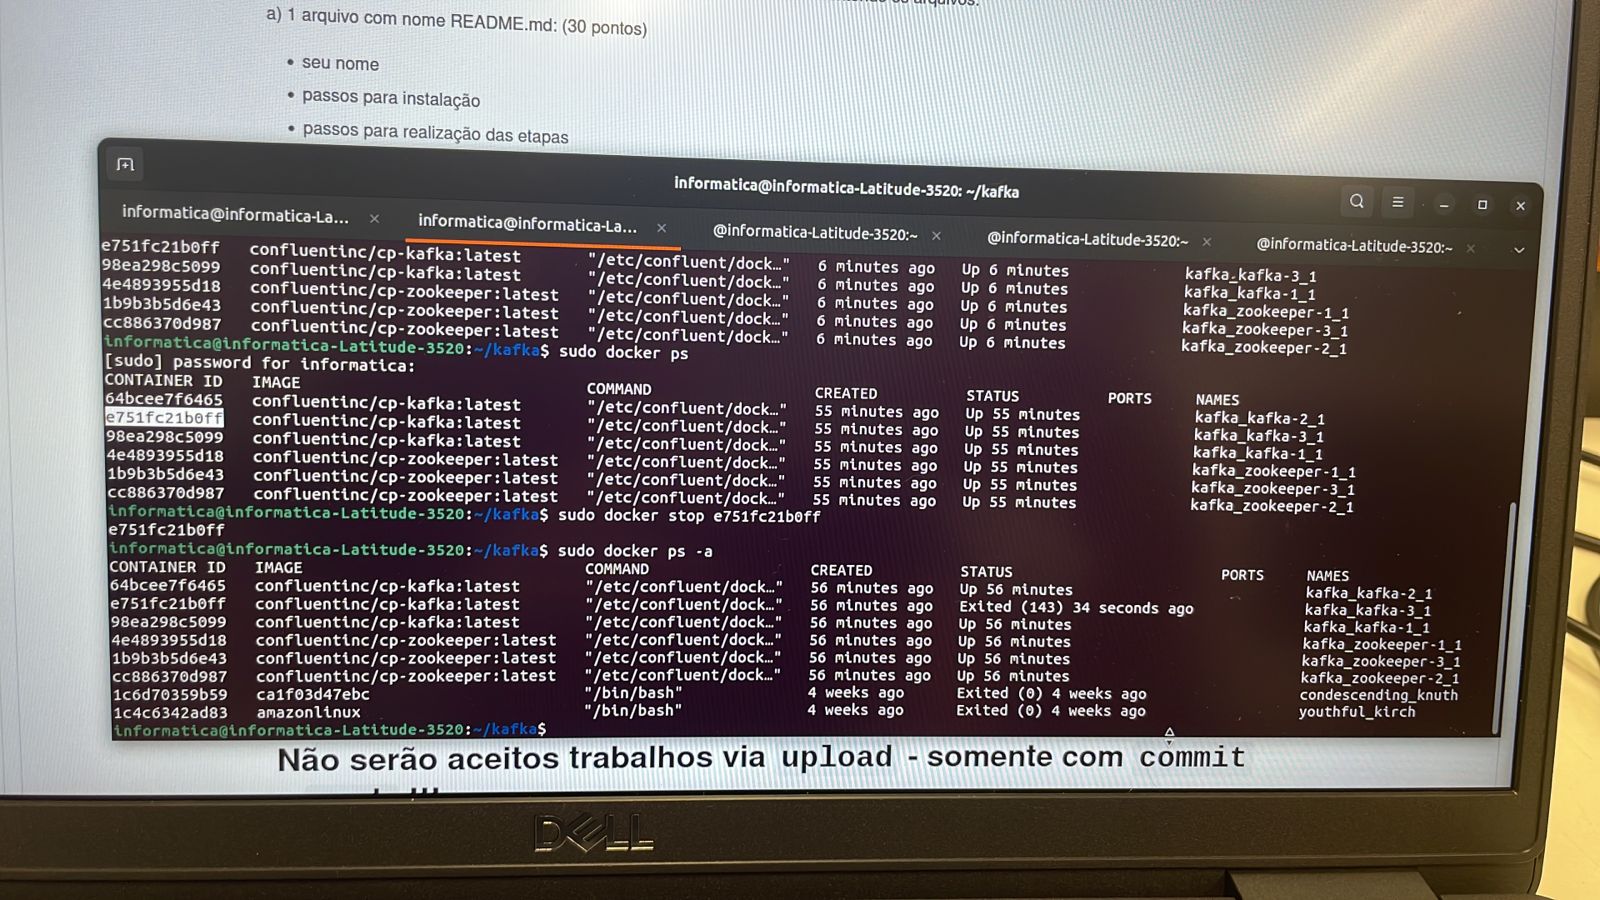 a) 1 arquivo com nome README.md: (30 pontos)
• seu nome
• passos para instalação
• passos para realização das etapas
informatica@informatica-Latitude-3520: ~/kafka
informatica@informatica-La... × informatica@informatica-La... × @informatica-Latitude-3520:~ × @informatica-Latitude-3520:~ × @informatica-Latitude-3520:~ ×
e751fc21b0ff confluentinc/cp-kafka:latest "/etc/confluent/dock…" 6 minutes ago Up 6 minutes kafka_kafka-3_1
98ea298c5099 confluentinc/cp-kafka:latest "/etc/confluent/dock…" 6 minutes ago Up 6 minutes kafka_kafka-1_1
4e4893955d18 confluentinc/cp-zookeeper:latest "/etc/confluent/dock…" 6 minutes ago Up 6 minutes kafka_zookeeper-1_1
1b9b3b5d6e43 confluentinc/cp-zookeeper:latest "/etc/confluent/dock…" 6 minutes ago Up 6 minutes kafka_zookeeper-3_1
cc886370d987 confluentinc/cp-zookeeper:latest "/etc/confluent/dock…" 6 minutes ago Up 6 minutes kafka_zookeeper-2_1
informatica@informatica-Latitude-3520:~/kafka$ sudo docker ps
[sudo] password for informatica:
CONTAINER ID IMAGE COMMAND CREATED STATUS PORTS NAMES
64bcee7f6465 confluentinc/cp-kafka:latest "/etc/confluent/dock…" 55 minutes ago Up 55 minutes kafka_kafka-2_1
e751fc21b0ff confluentinc/cp-kafka:latest "/etc/confluent/dock…" 55 minutes ago Up 55 minutes kafka_kafka-3_1
98ea298c5099 confluentinc/cp-kafka:latest "/etc/confluent/dock…" 55 minutes ago Up 55 minutes kafka_kafka-1_1
4e4893955d18 confluentinc/cp-zookeeper:latest "/etc/confluent/dock…" 55 minutes ago Up 55 minutes kafka_zookeeper-1_1
1b9b3b5d6e43 confluentinc/cp-zookeeper:latest "/etc/confluent/dock…" 55 minutes ago Up 55 minutes kafka_zookeeper-3_1
cc886370d987 confluentinc/cp-zookeeper:latest "/etc/confluent/dock…" 55 minutes ago Up 55 minutes kafka_zookeeper-2_1
informatica@informatica-Latitude-3520:~/kafka$ sudo docker stop e751fc21b0ff
e751fc21b0ff
informatica@informatica-Latitude-3520:~/kafka$ sudo docker ps -a
CONTAINER ID IMAGE COMMAND CREATED STATUS PORTS NAMES
64bcee7f6465 confluentinc/cp-kafka:latest "/etc/confluent/dock…" 56 minutes ago Up 56 minutes kafka_kafka-2_1
e751fc21b0ff confluentinc/cp-kafka:latest "/etc/confluent/dock…" 56 minutes ago Exited (143) 34 seconds ago kafka_kafka-3_1
98ea298c5099 confluentinc/cp-kafka:latest "/etc/confluent/dock…" 56 minutes ago Up 56 minutes kafka_kafka-1_1
4e4893955d18 confluentinc/cp-zookeeper:latest "/etc/confluent/dock…" 56 minutes ago Up 56 minutes kafka_zookeeper-1_1
1b9b3b5d6e43 confluentinc/cp-zookeeper:latest "/etc/confluent/dock…" 56 minutes ago Up 56 minutes kafka_zookeeper-3_1
cc886370d987 confluentinc/cp-zookeeper:latest "/etc/confluent/dock…" 56 minutes ago Up 56 minutes kafka_zookeeper-2_1
1c6d70359b59 ca1f03d47ebc "/bin/bash" 4 weeks ago Exited (0) 4 weeks ago condescending_knuth
1c4c6342ad83 amazonlinux "/bin/bash" 4 weeks ago Exited (0) 4 weeks ago youthful_kirch
informatica@informatica-Latitude-3520:~/kafka$
Não serão aceitos trabalhos via upload - somente com commit
DELL